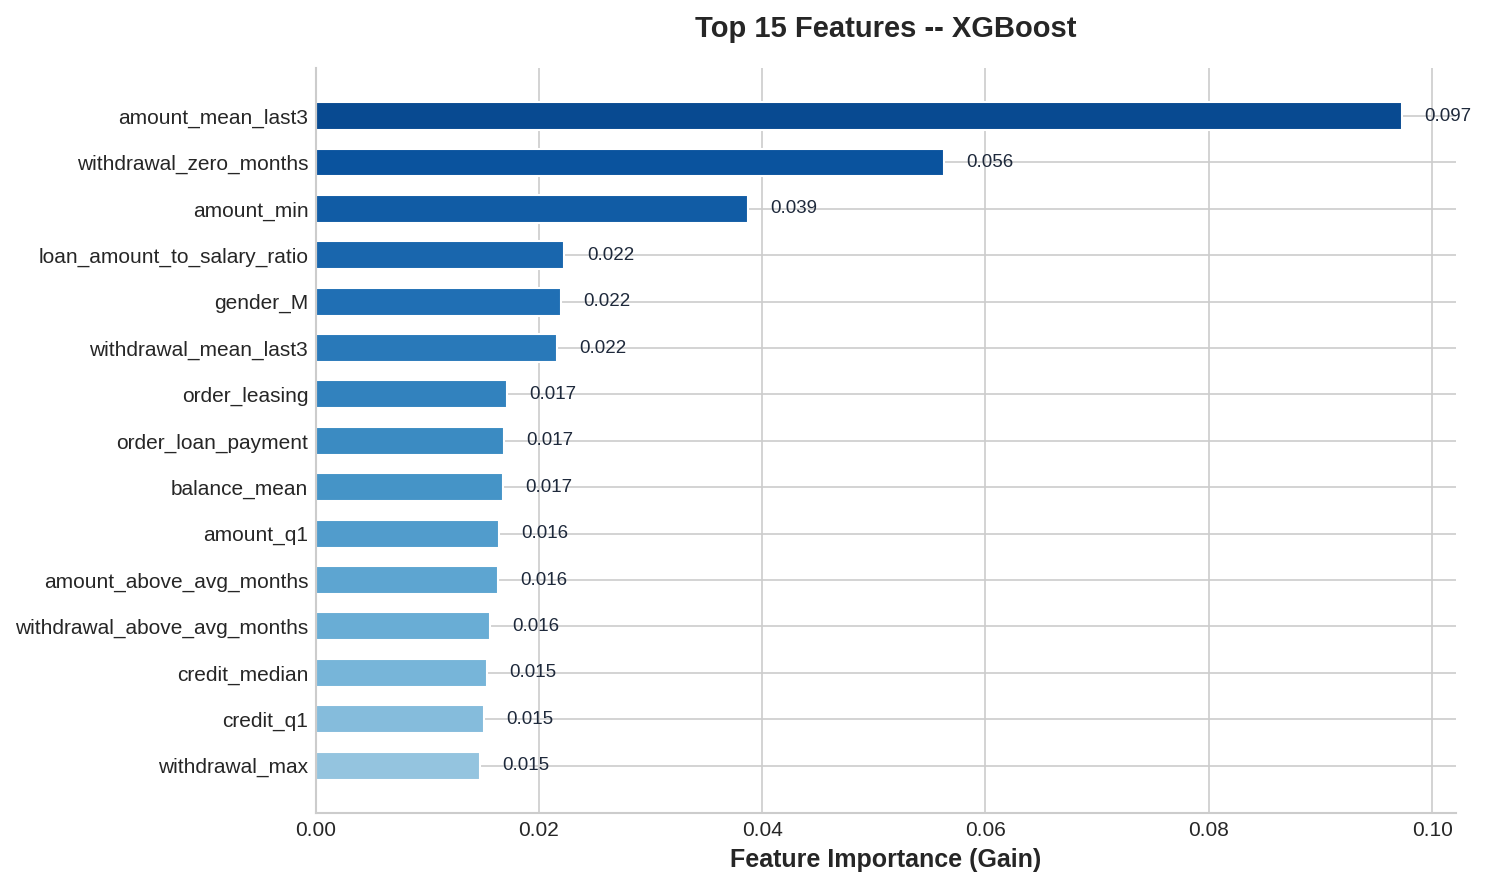 Top 15 Features -- XGBoost
amount_mean_last3 0.097
withdrawal_zero_months 0.056
amount_min 0.039
loan_amount_to_salary_ratio 0.022
gender_M 0.022
withdrawal_mean_last3 0.022
order_leasing 0.017
order_loan_payment 0.017
balance_mean 0.017
amount_q1 0.016
amount_above_avg_months 0.016
withdrawal_above_avg_months 0.016
credit_median 0.015
credit_q1 0.015
withdrawal_max 0.015
0.00 0.02 0.04 0.06 0.08 0.10
Feature Importance (Gain)